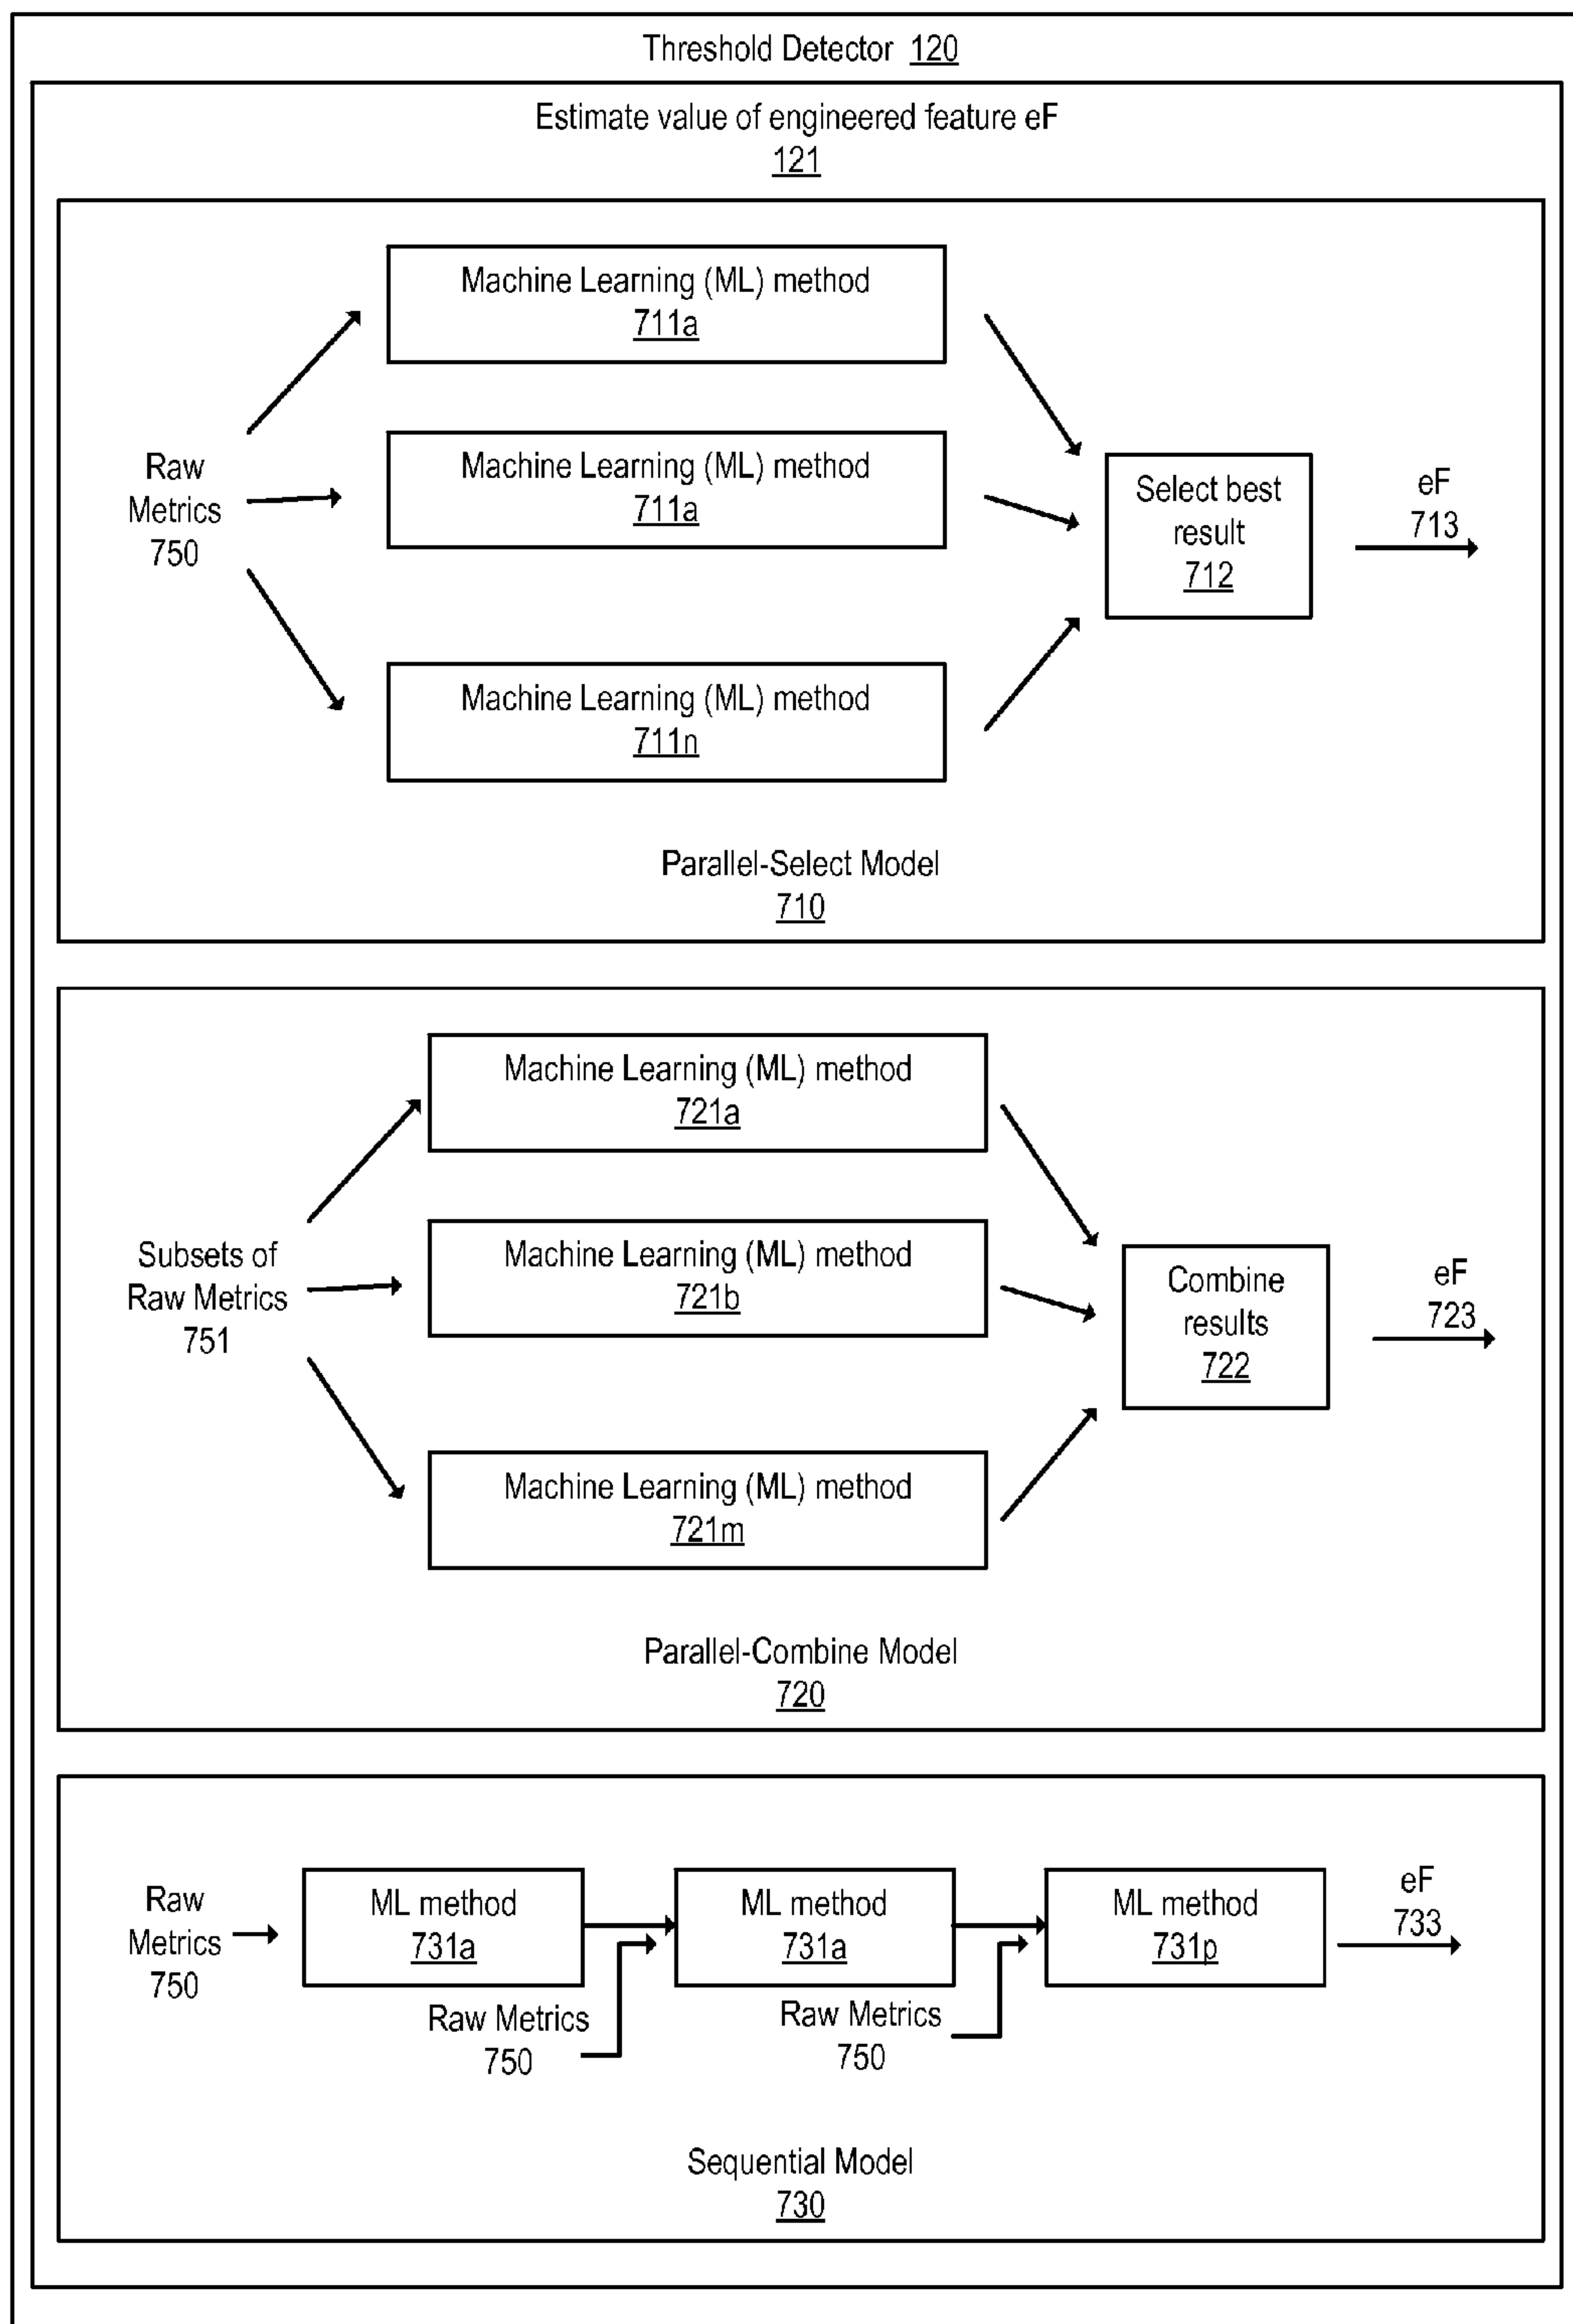 Threshold Detector 120
Estimate value of engineered feature eF
121
Machine Learning (ML) method
711a
Machine Learning (ML) method
711a
Raw
Metrics
750
Select best
result
712
eF
713
Machine Learning (ML) method
711n
Parallel-Select Model
710
Machine Learning (ML) method
721a
Subsets of
Raw Metrics
751
Machine Learning (ML) method
721b
Combine
results
722
eF
723
Machine Learning (ML) method
721m
Parallel-Combine Model
720
Raw
Metrics
750
ML method
731a
Raw Metrics
750
ML method
731a
Raw Metrics
750
ML method
731p
eF
733
Sequential Model
730